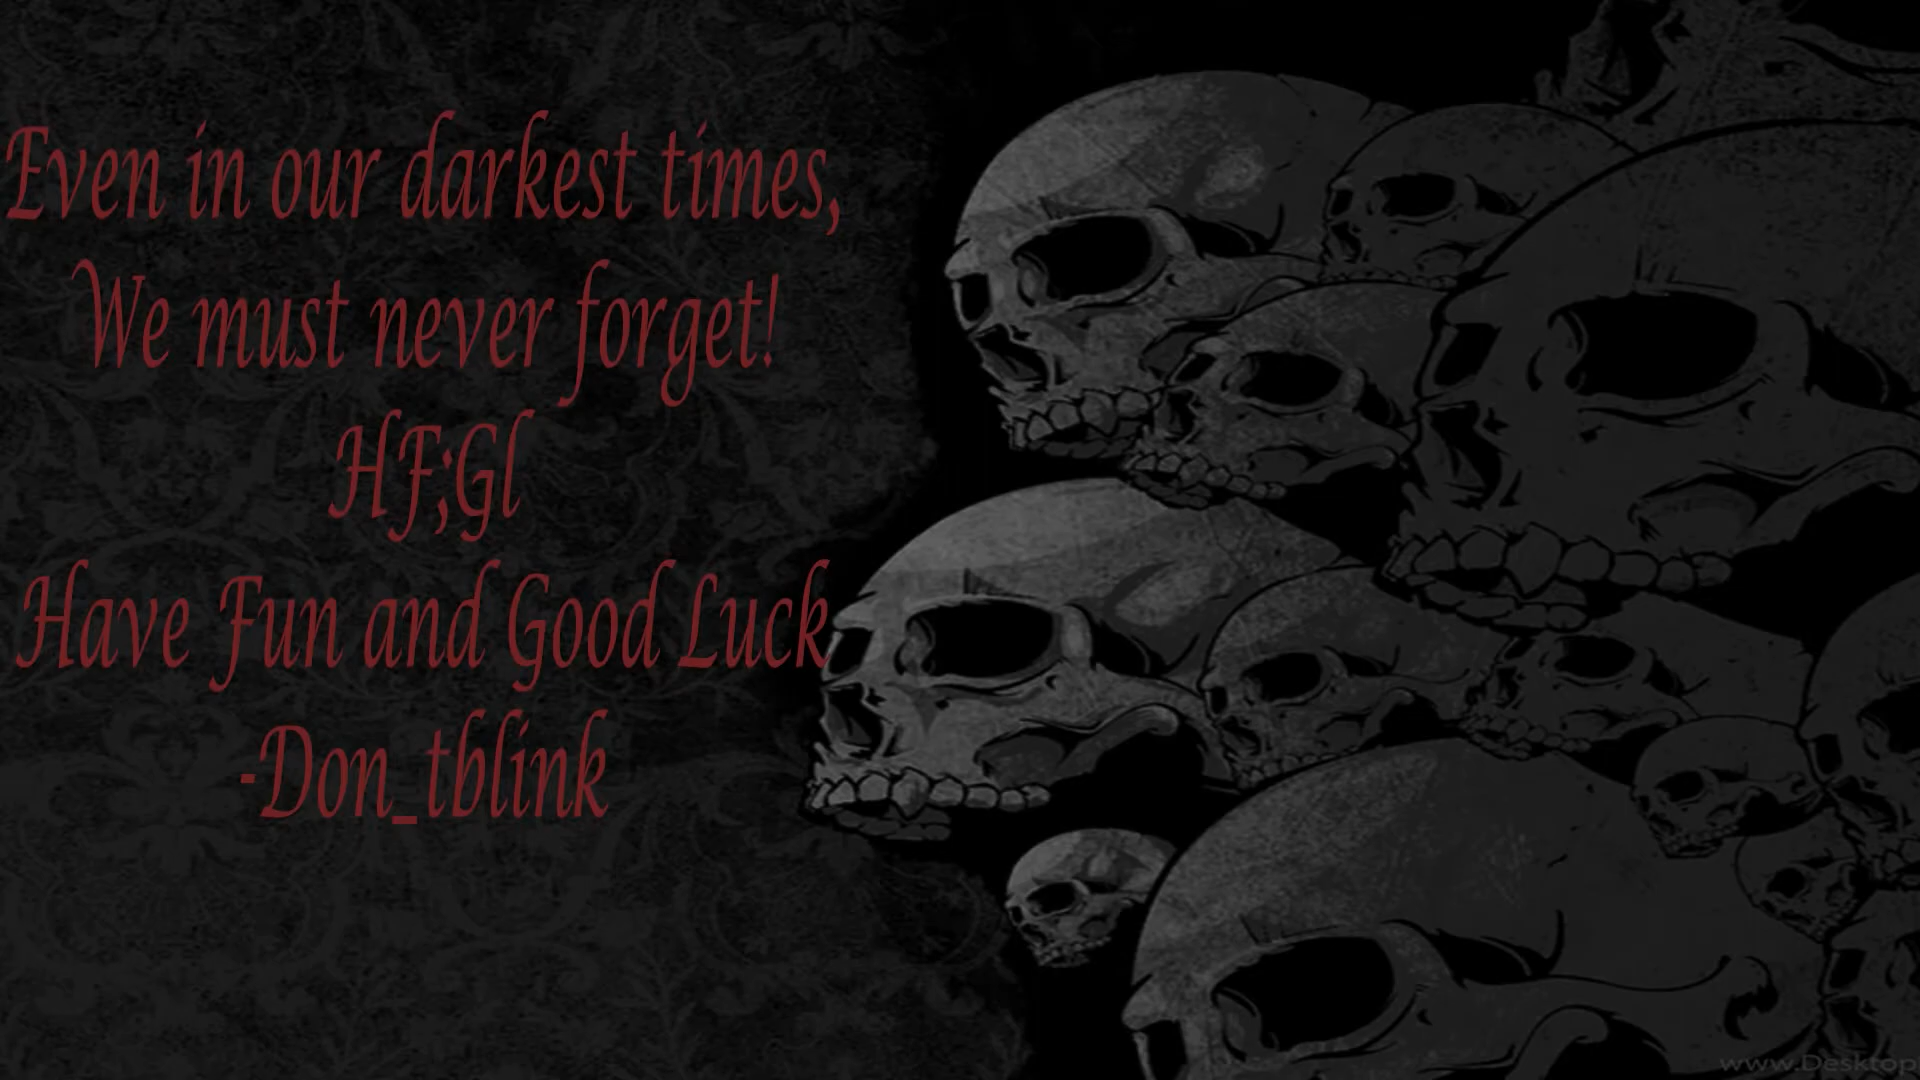 Even in our darkest times,
We must never forget!
HF;Gl
Have Fun and Good Luck
-Don_tblink
www.Desktop